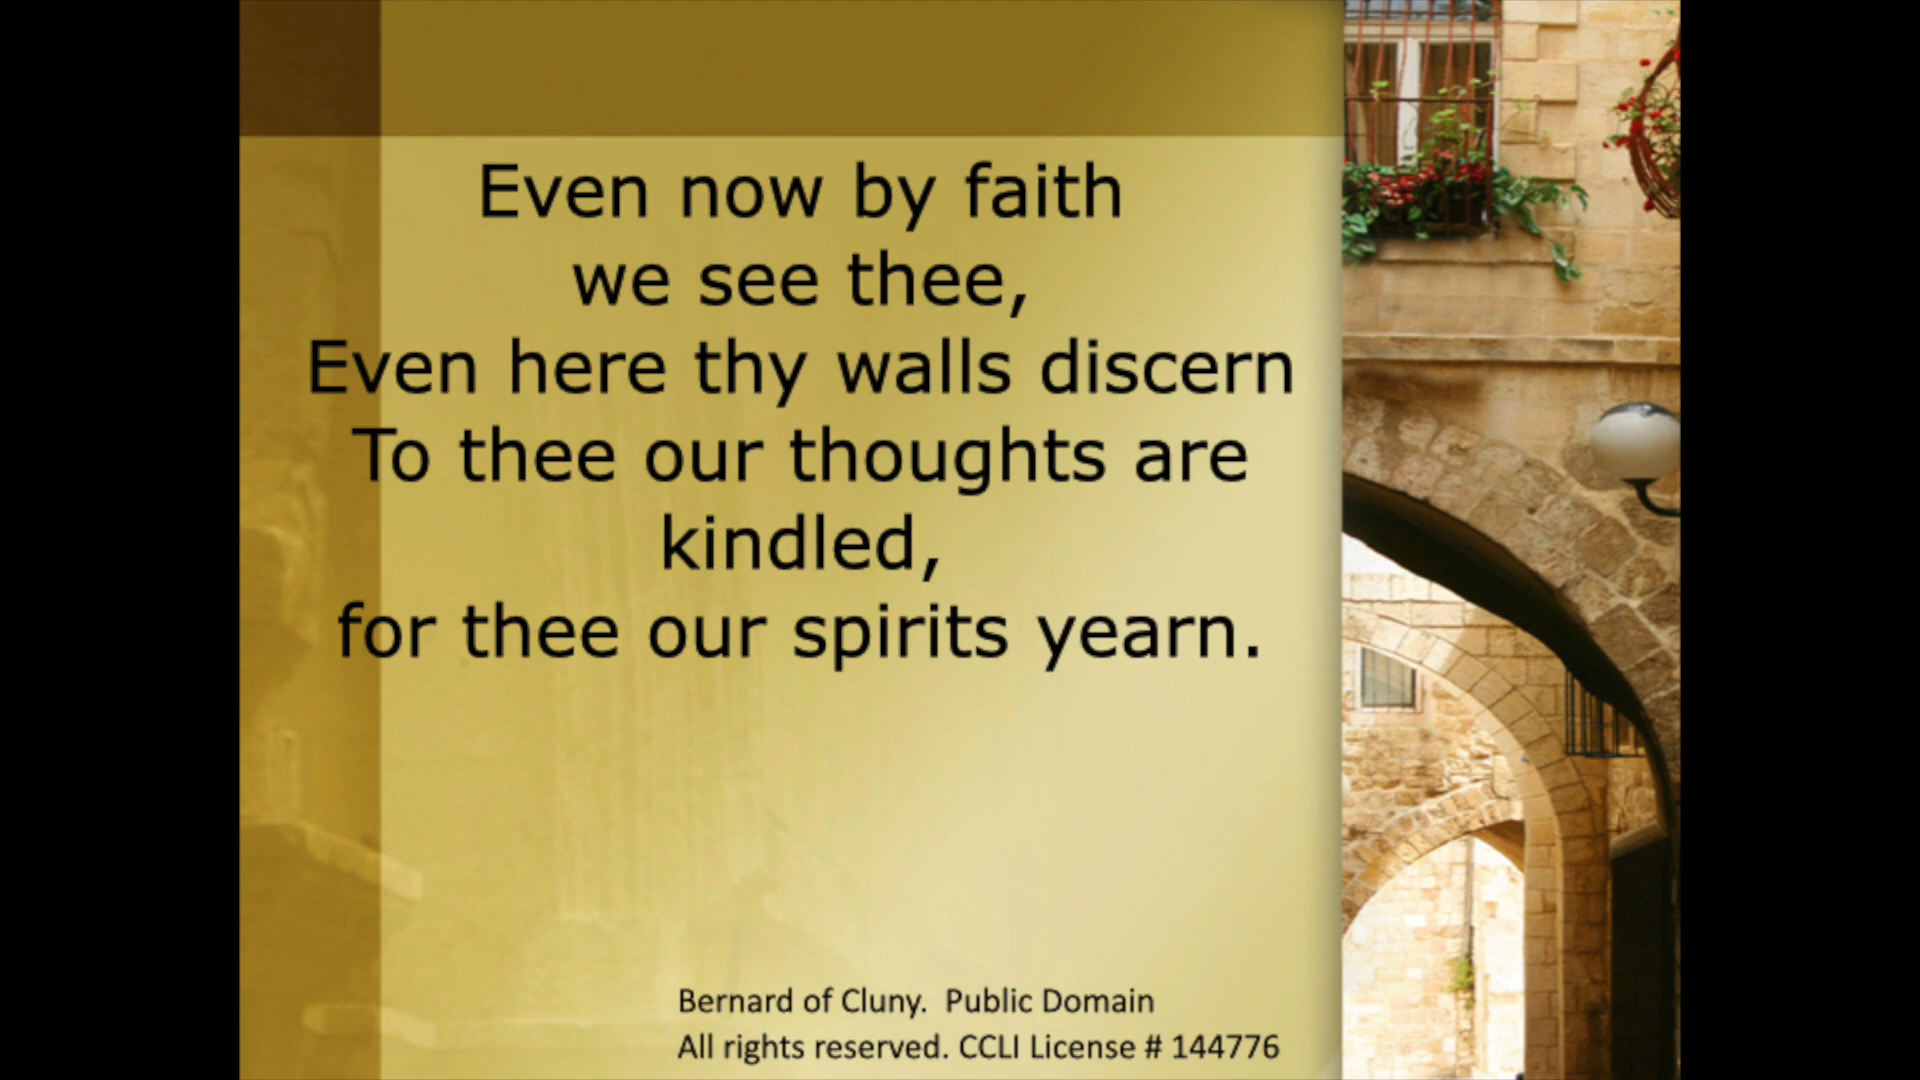 Even now by faith
we see thee,
Even here thy walls discern
To thee our thoughts are
kindled,
for thee our spirits yearn.
Bernard of Cluny.  Public Domain
All rights reserved. CCLI License # 144776